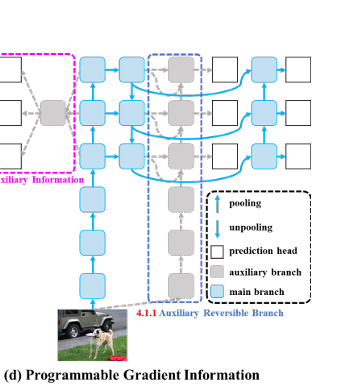 xiliary Information
pooling
unpooling
prediction head
auxiliary branch
main branch
4.1.1 Auxiliary Reversible Branch
(d) Programmable Gradient Information